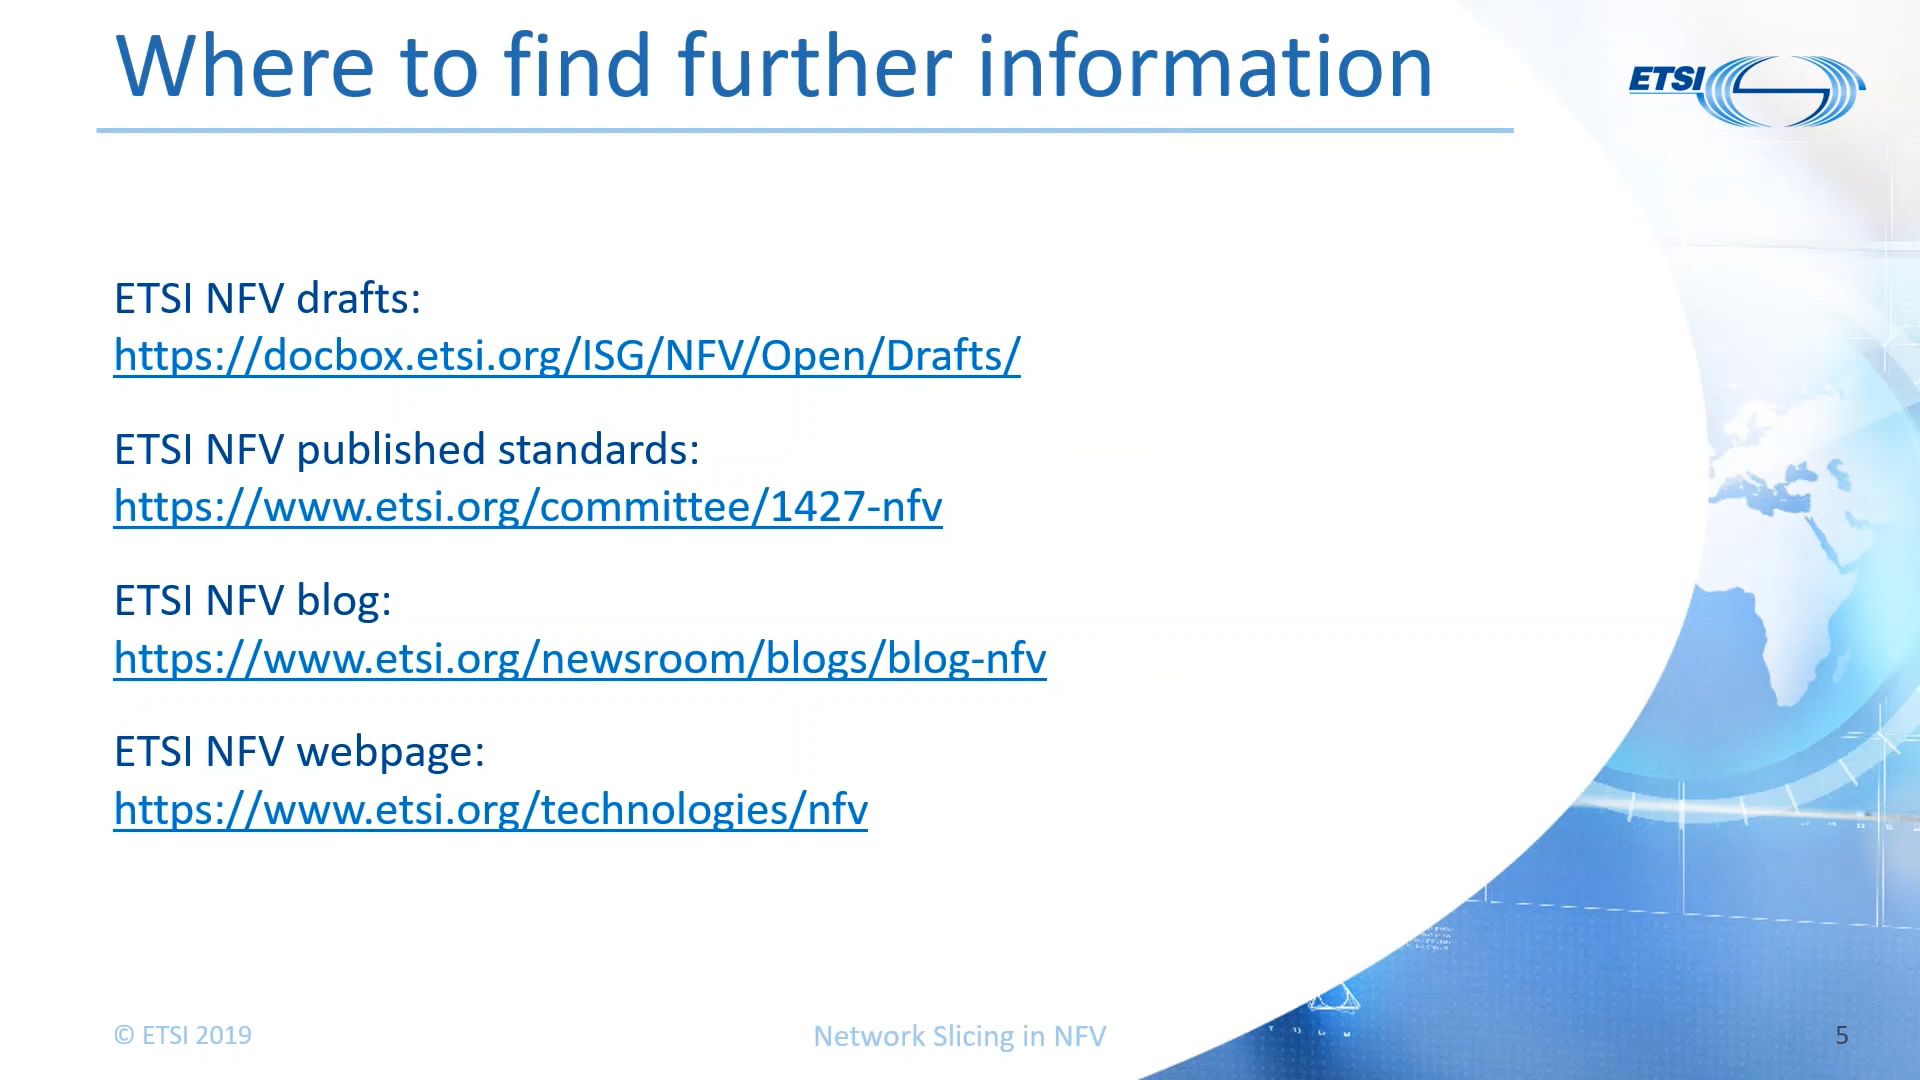 Where to find further information
ETSI
ETSI NFV drafts:
https://docbox.etsi.org/ISG/NFV/Open/Drafts/
ETSI NFV published standards:
https://www.etsi.org/committee/1427-nfv
ETSI NFV blog:
https://www.etsi.org/newsroom/blogs/blog-nfv
ETSI NFV webpage:
https://www.etsi.org/technologies/nfv
© ETSI 2019
Network Slicing in NFV
5